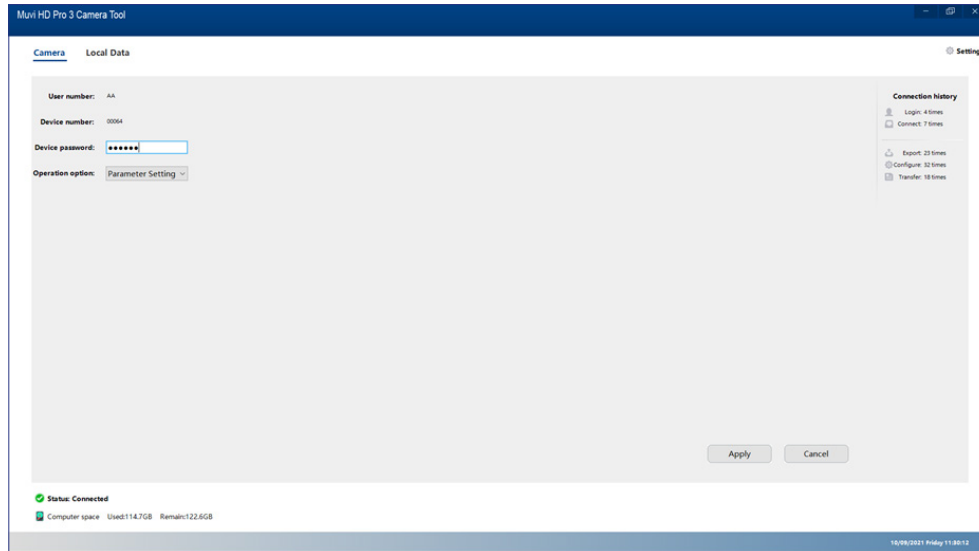 Muvi HD Pro 3 Camera Tool
Camera Local Data
Setting
User number: AA
Device number: 00064
Device password: ●●●●●●
Operation option: Parameter Setting
Connection history
Login: 4 times
Connect: 7 times
Export: 23 times
Configure: 32 times
Transfer: 18 times
Apply Cancel
Status: Connected
Computer space Used:114.7GB Remain:122.6GB
10/09/2021 Friday 11:50:12